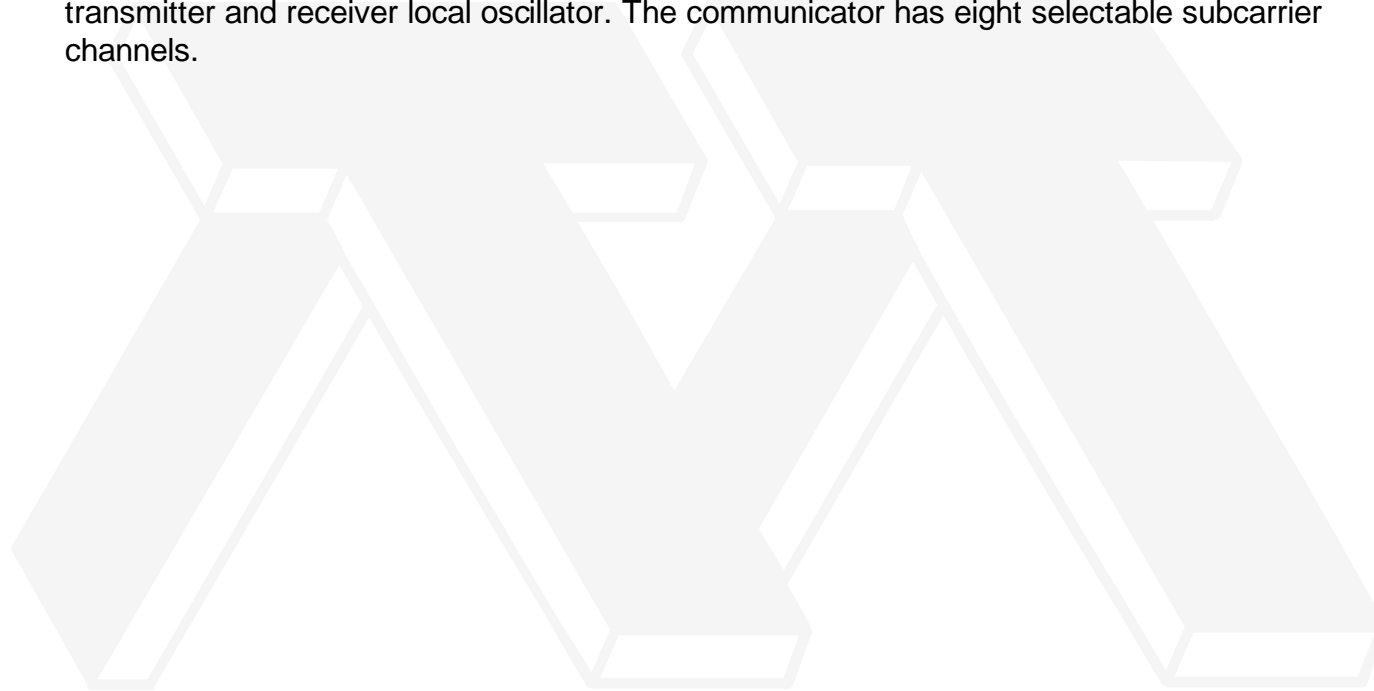 transmitter and receiver local oscillator. The communicator has eight selectable subcarrier
channels.